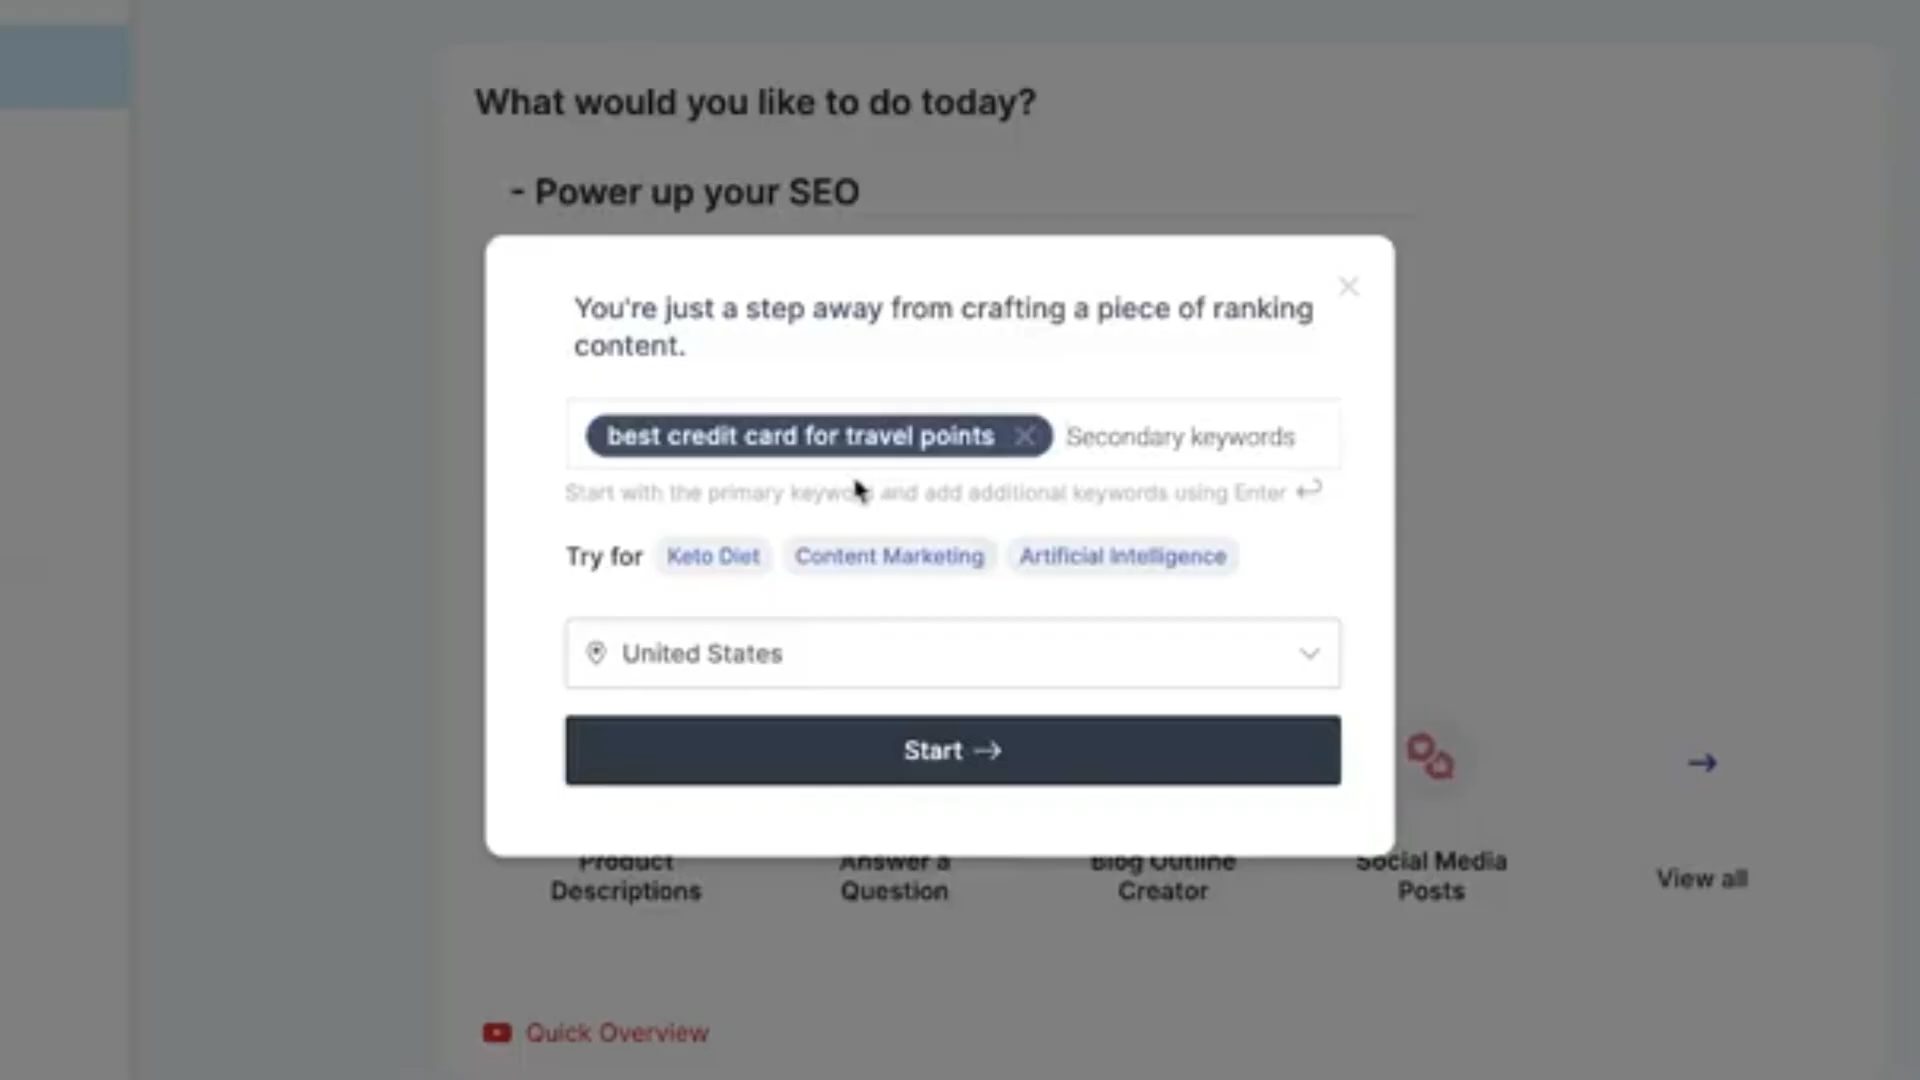 What would you like to do today?
- Power up your SEO
You're just a step away from crafting a piece of ranking
content.
best credit card for travel points
Secondary keywords
Start with the primary keyword and add additional keywords using Enter
Try for Keto Diet Content Marketing Artificial Intelligence
United States
Start →
Product
Descriptions
Answer a
Question
Blog Outline
Creator
Social Media
Posts
View all
Quick Overview